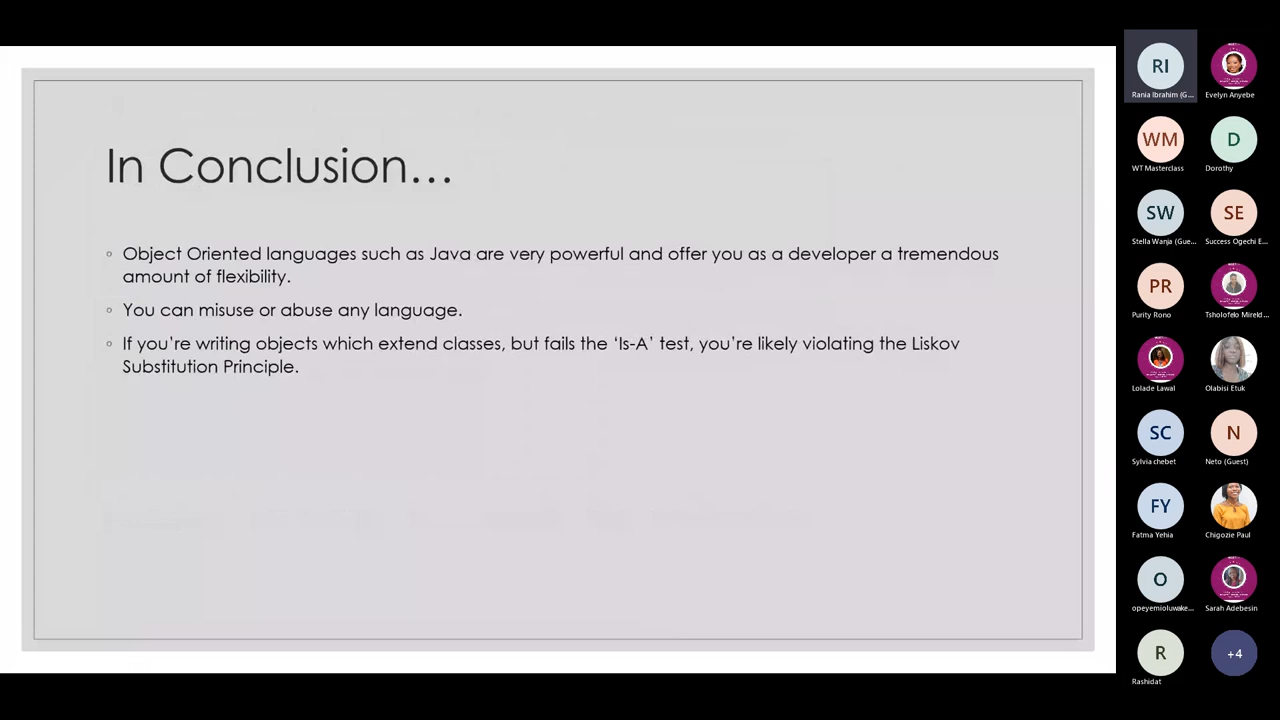 In Conclusion...
◦ Object Oriented languages such as Java are very powerful and offer you as a developer a tremendous
amount of flexibility.
◦ You can misuse or abuse any language.
◦ If you're writing objects which extend classes, but fails the 'Is-A' test, you're likely violating the Liskov
Substitution Principle.
RI
Rania Ibrahim (G...
Evelyn Anyebe
WM
WT Masterclass
D
Dorothy
SW
Stella Wanja (Gue...
SE
Success Ogechi E...
PR
Purity Rono
Tsholofelo Mireld...
Lolade Lawal
Olabisi Etuk
SC
Sylvia chebet
N
Neto (Guest)
FY
Fatma Yehia
Chigozie Paul
O
opeyemioluwake...
Sarah Adebesin
R
Rashidat
+4